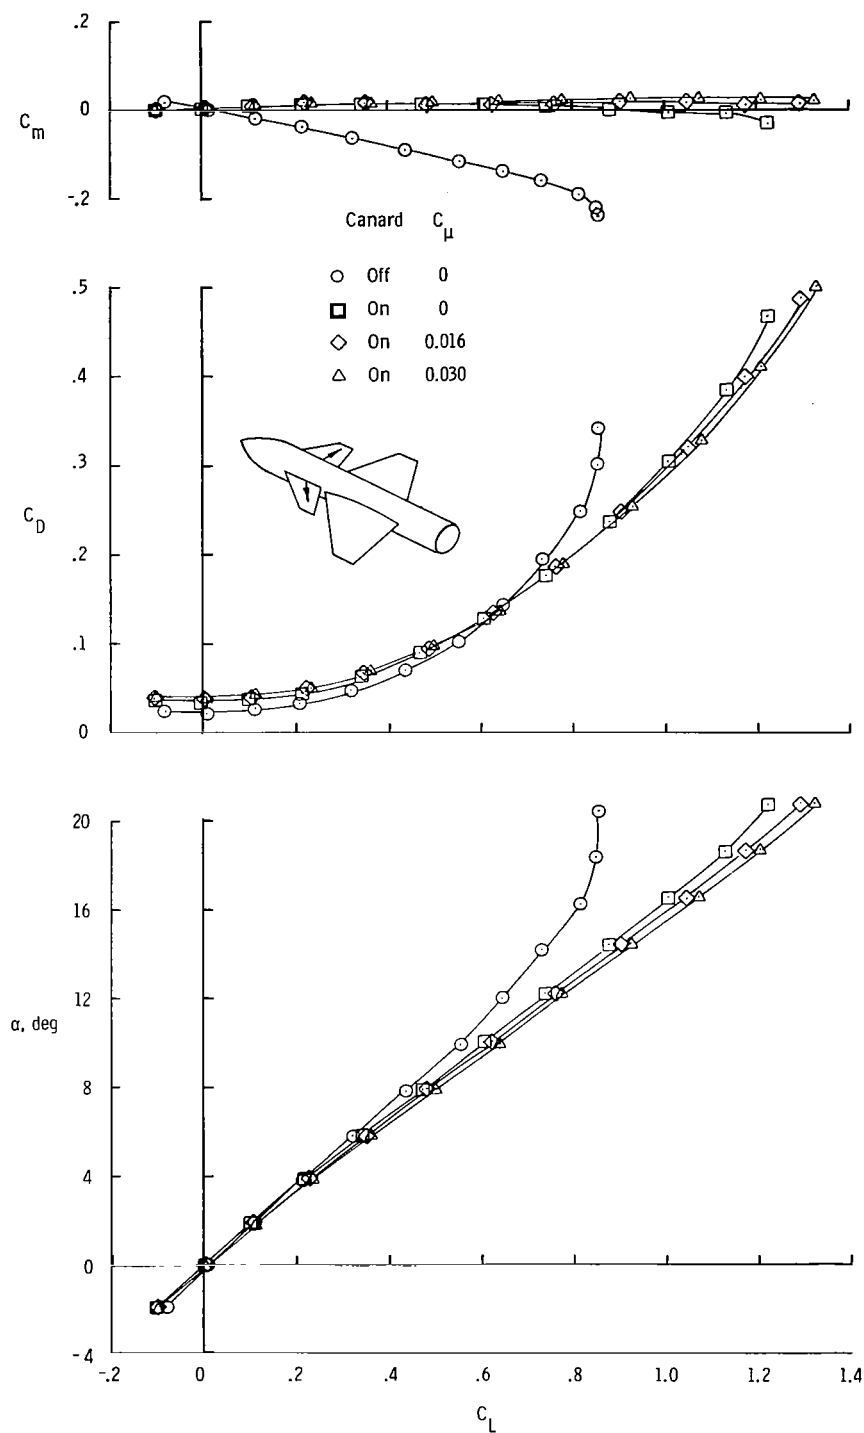 .2
0
-.2
C_m
Canard C_μ
Off 0
On 0
On 0.016
On 0.030
.5
.4
.3
.2
.1
0
C_D
20
16
12
8
4
0
-4
α, deg
-.2 0 .2 .4 .6 .8 1.0 1.2 1.4
C_L